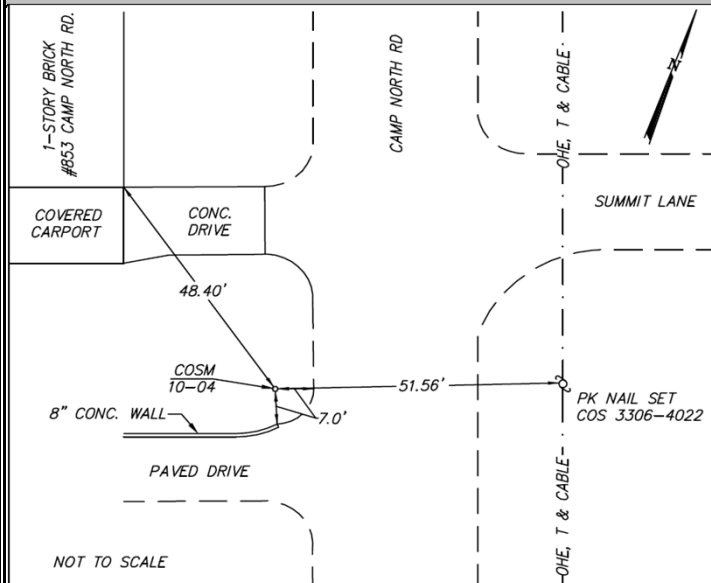 1-STORY BRICK
#853 CAMP NORTH RD.
CAMP NORTH RD
OHE, T & CABLE
N
COVERED
CARPORT
CONC.
DRIVE
SUMMIT LANE
48.40'
COSM
10-04
51.56'
PK NAIL SET
COS 3306-4022
8" CONC. WALL
7.0'
PAVED DRIVE
OHE, T & CABLE
NOT TO SCALE